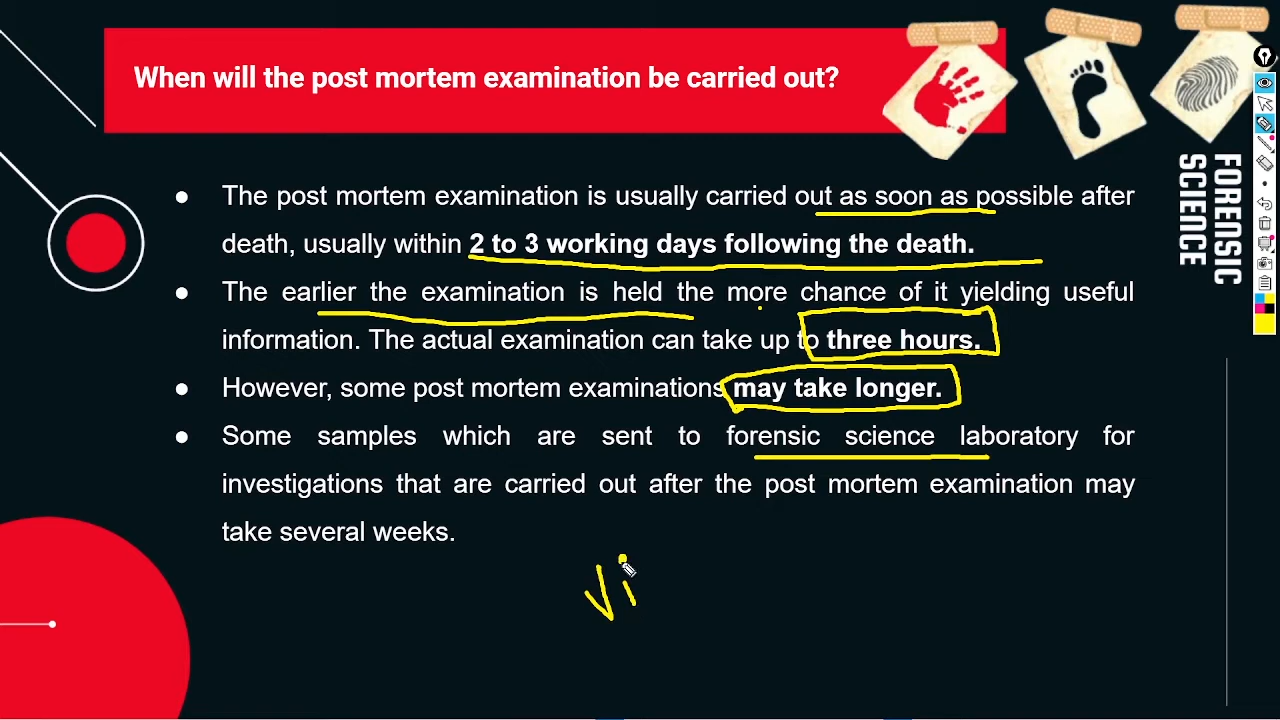 When will the post mortem examination be carried out?
FORENSIC
SCIENCE
● The post mortem examination is usually carried out as soon as possible after
death, usually within 2 to 3 working days following the death.
● The earlier the examination is held the more chance of it yielding useful
information. The actual examination can take up to three hours.
● However, some post mortem examinations may take longer.
● Some samples which are sent to forensic science laboratory for
investigations that are carried out after the post mortem examination may
take several weeks.
Vi